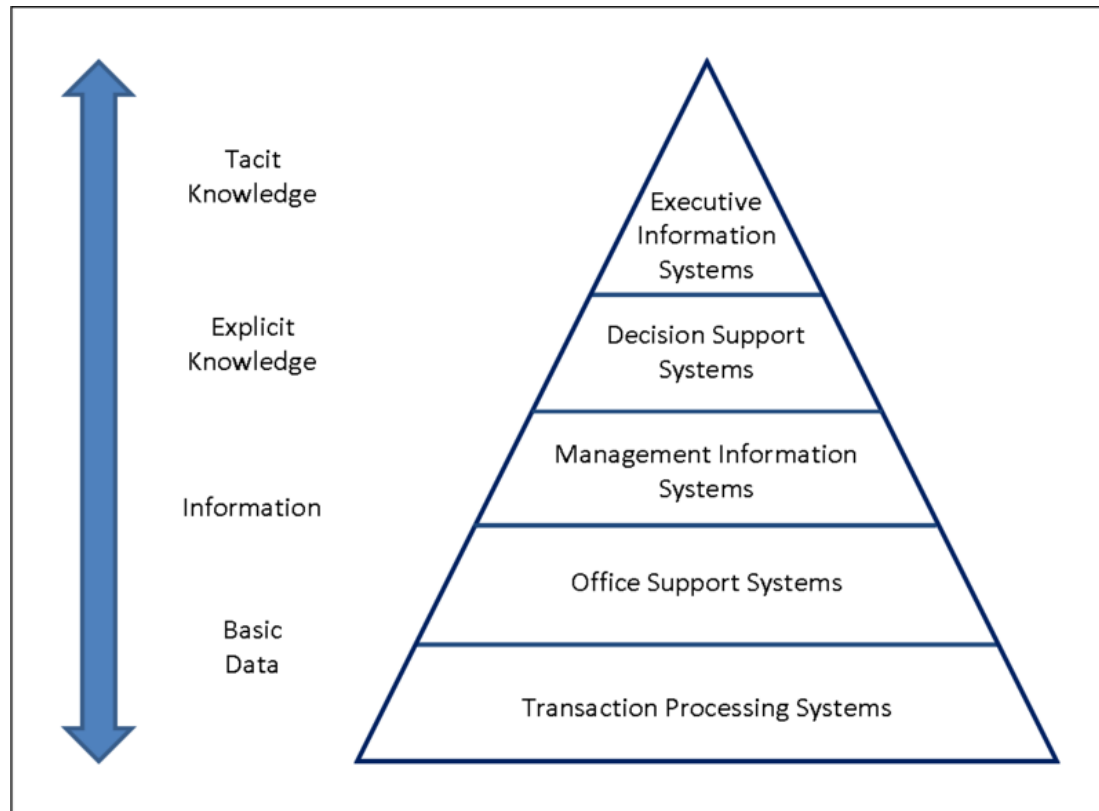 Tacit
Knowledge
Explicit
Knowledge
Information
Basic
Data
Executive
Information
Systems
Decision Support
Systems
Management Information
Systems
Office Support Systems
Transaction Processing Systems